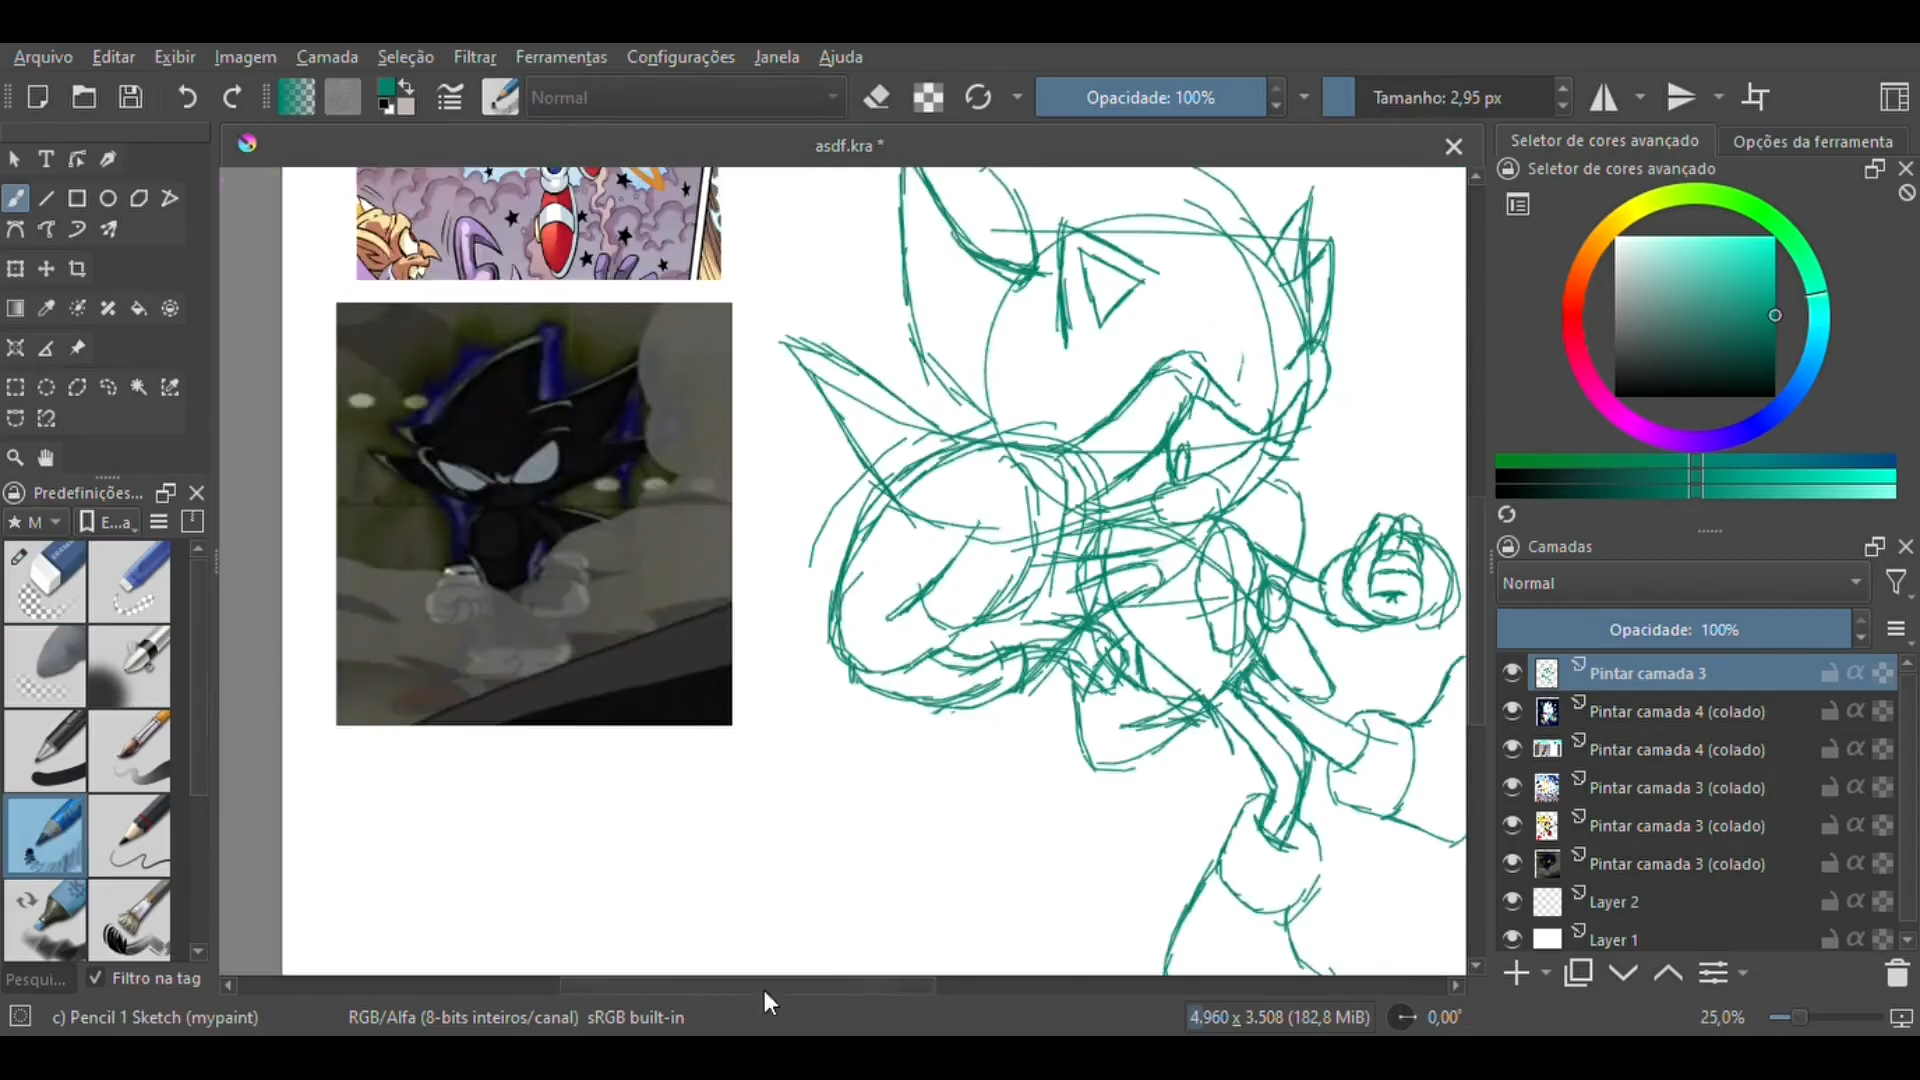 Arquivo Editar Exibir Imagem Camada Seleção Filtrar Ferramentas Configurações Janela Ajuda
Normal
Opacidade: 100%
Tamanho: 2,95 px
asdf.kra *
Seletor de cores avançado
Opções da ferramenta
Seletor de cores avançado
Predefinições...
M
E...a
Camadas
Normal
Opacidade: 100%
Pintar camada 3
Pintar camada 4 (colado)
Pintar camada 4 (colado)
Pintar camada 3 (colado)
Pintar camada 3 (colado)
Pintar camada 3 (colado)
Layer 2
Layer 1
Pesqui...
Filtro na tag
c) Pencil 1 Sketch (mypaint)
RGB/Alfa (8-bits inteiros/canal) sRGB built-in
4.960 x 3.508 (182,8 MiB)
0,00°
25,0%